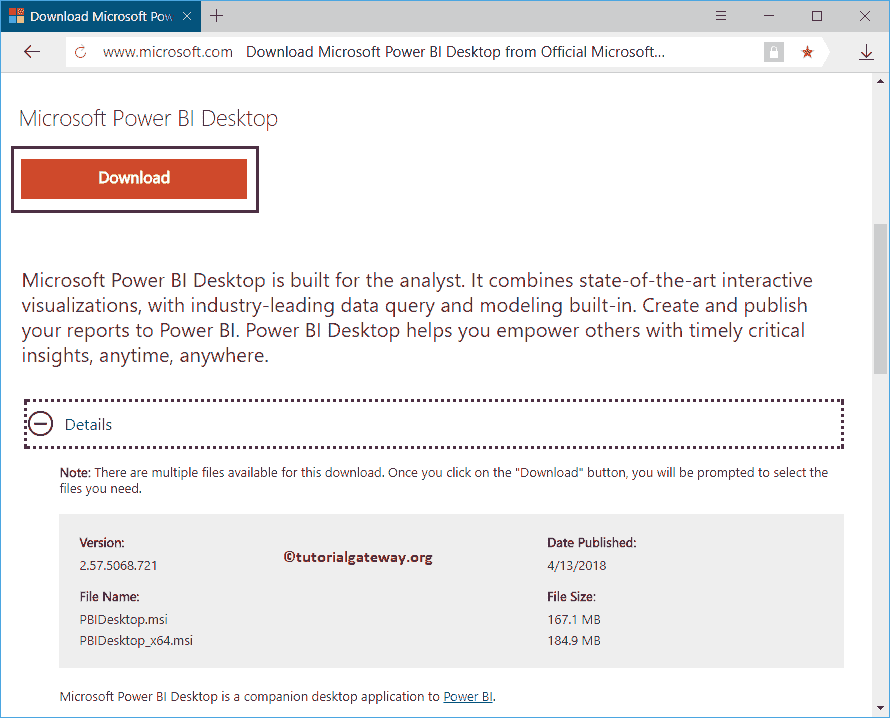 Download Microsoft Pov
www.microsoft.com Download Microsoft Power BI Desktop from Official Microsoft...
Microsoft Power BI Desktop
Download
Microsoft Power BI Desktop is built for the analyst. It combines state-of-the-art interactive
visualizations, with industry-leading data query and modeling built-in. Create and publish
your reports to Power BI. Power BI Desktop helps you empower others with timely critical
insights, anytime, anywhere.
Details
Note: There are multiple files available for this download. Once you click on the "Download" button, you will be prompted to select the
files you need.
Version:
2.57.5068.721
File Name:
PBIDesktop.msi
PBIDesktop_x64.msi
©tutorialgateway.org
Date Published:
4/13/2018
File Size:
167.1 MB
184.9 MB
Microsoft Power BI Desktop is a companion desktop application to Power BI.